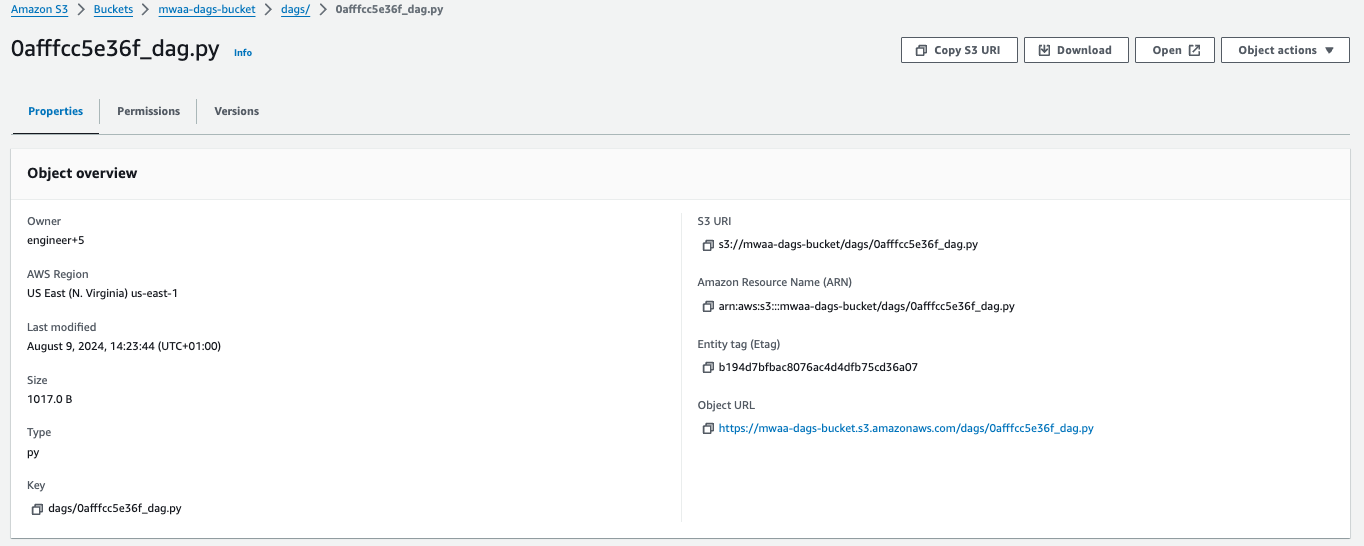 Amazon S3 > Buckets > mwaa-dags-bucket > dags/ > 0afffcc5e36f_dag.py
0afffcc5e36f_dag.py Info
Copy S3 URI Download Open Object actions
Properties Permissions Versions
Object overview
Owner
engineer+5
AWS Region
US East (N. Virginia) us-east-1
Last modified
August 9, 2024, 14:23:44 (UTC+01:00)
Size
1017.0 B
Type
py
Key
dags/0afffcc5e36f_dag.py
S3 URI
s3://mwaa-dags-bucket/dags/0afffcc5e36f_dag.py
Amazon Resource Name (ARN)
arn:aws:s3:::mwaa-dags-bucket/dags/0afffcc5e36f_dag.py
Entity tag (Etag)
b194d7bfbac8076ac4d4dfb75cd36a07
Object URL
https://mwaa-dags-bucket.s3.amazonaws.com/dags/0afffcc5e36f_dag.py